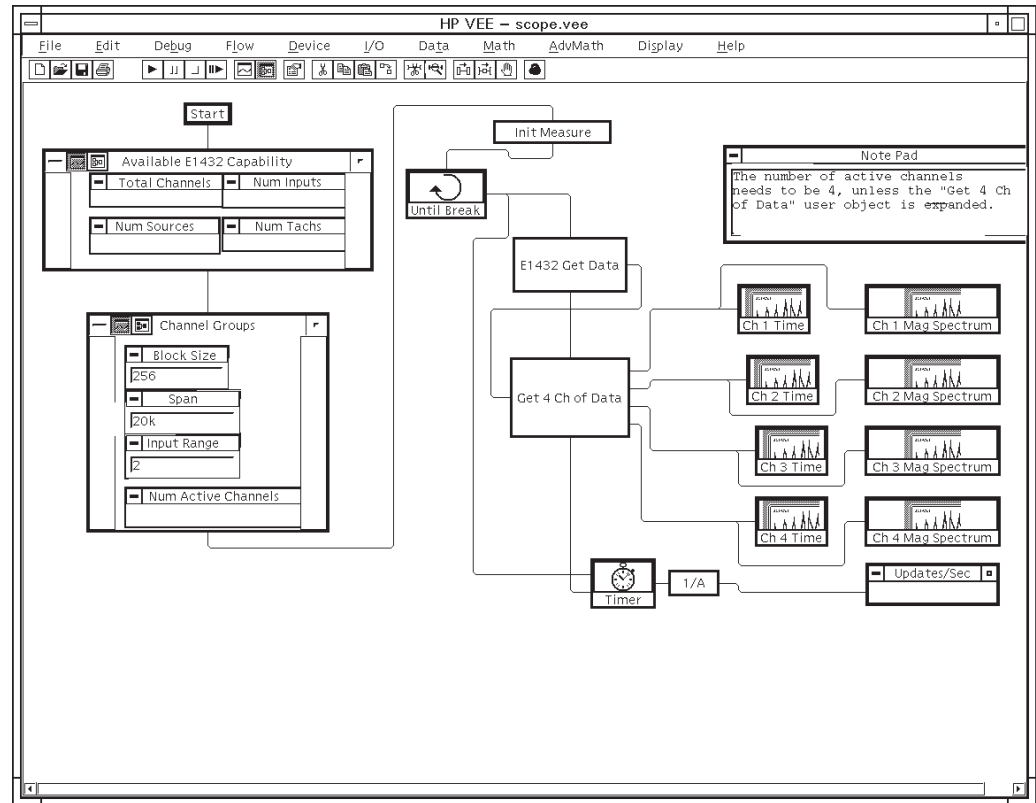 HP VEE – scope.vee
File Edit Debug Flow Device I/O Data Math AdvMath Display Help
Start
Available E1432 Capability
Total Channels
Num Inputs
Num Sources
Num Tachs
Channel Groups
Block Size
256
Span
20k
Input Range
2
Num Active Channels
Init Measure
Until Break
E1432 Get Data
Get 4 Ch of Data
Note Pad
The number of active channels
needs to be 4, unless the "Get 4 Ch
of Data" user object is expanded.
Ch 1 Time
Ch 1 Mag Spectrum
Ch 2 Time
Ch 2 Mag Spectrum
Ch 3 Time
Ch 3 Mag Spectrum
Ch 4 Time
Ch 4 Mag Spectrum
Timer
1/A
Updates/Sec